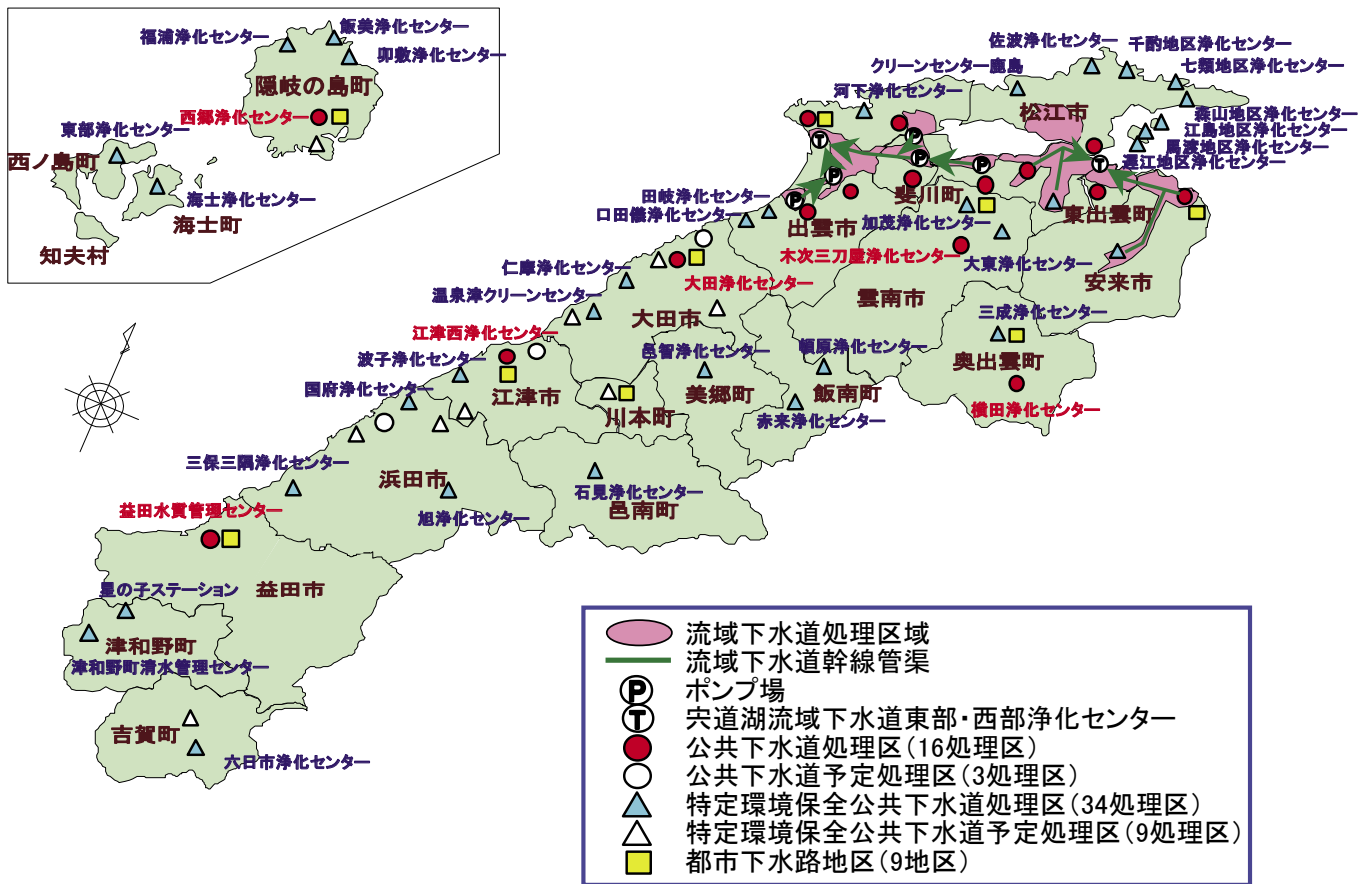 福浦浄化センター
飯美浄化センター
卯敷浄化センター
隠岐の島町
西郷浄化センター
東部浄化センター
西ノ島町
海士浄化センター
海士町
知夫村
佐波浄化センター
千酌地区浄化センター
クリーンセンター鹿島
七類地区浄化センター
河下浄化センター
松江市
森山地区浄化センター
江島地区浄化センター
馬渡地区浄化センター
遅江地区浄化センター
T
P
P
P
T
P
P
田岐浄化センター
口田儀浄化センター
出雲市
斐川町
加茂浄化センター
東出雲町
木次三刀屋浄化センター
大東浄化センター
安来市
仁摩浄化センター
大田浄化センター
雲南市
温泉津クリーンセンター
大田市
三成浄化センター
江津西浄化センター
邑智浄化センター
頓原浄化センター
奥出雲町
波子浄化センター
江津市
美郷町
飯南町
国府浄化センター
川本町
赤来浄化センター
横田浄化センター
三保三隅浄化センター
浜田市
石見浄化センター
益田水質管理センター
旭浄化センター
邑南町
星の子ステーション
益田市
津和野町
津和野町清水管理センター
吉賀町
六日市浄化センター
流域下水道処理区域
流域下水道幹線管渠
P ポンプ場
T 宍道湖流域下水道東部・西部浄化センター
公共下水道処理区(16処理区)
公共下水道予定処理区(3処理区)
特定環境保全公共下水道処理区(34処理区)
特定環境保全公共下水道予定処理区(9処理区)
都市下水路地区(9地区)